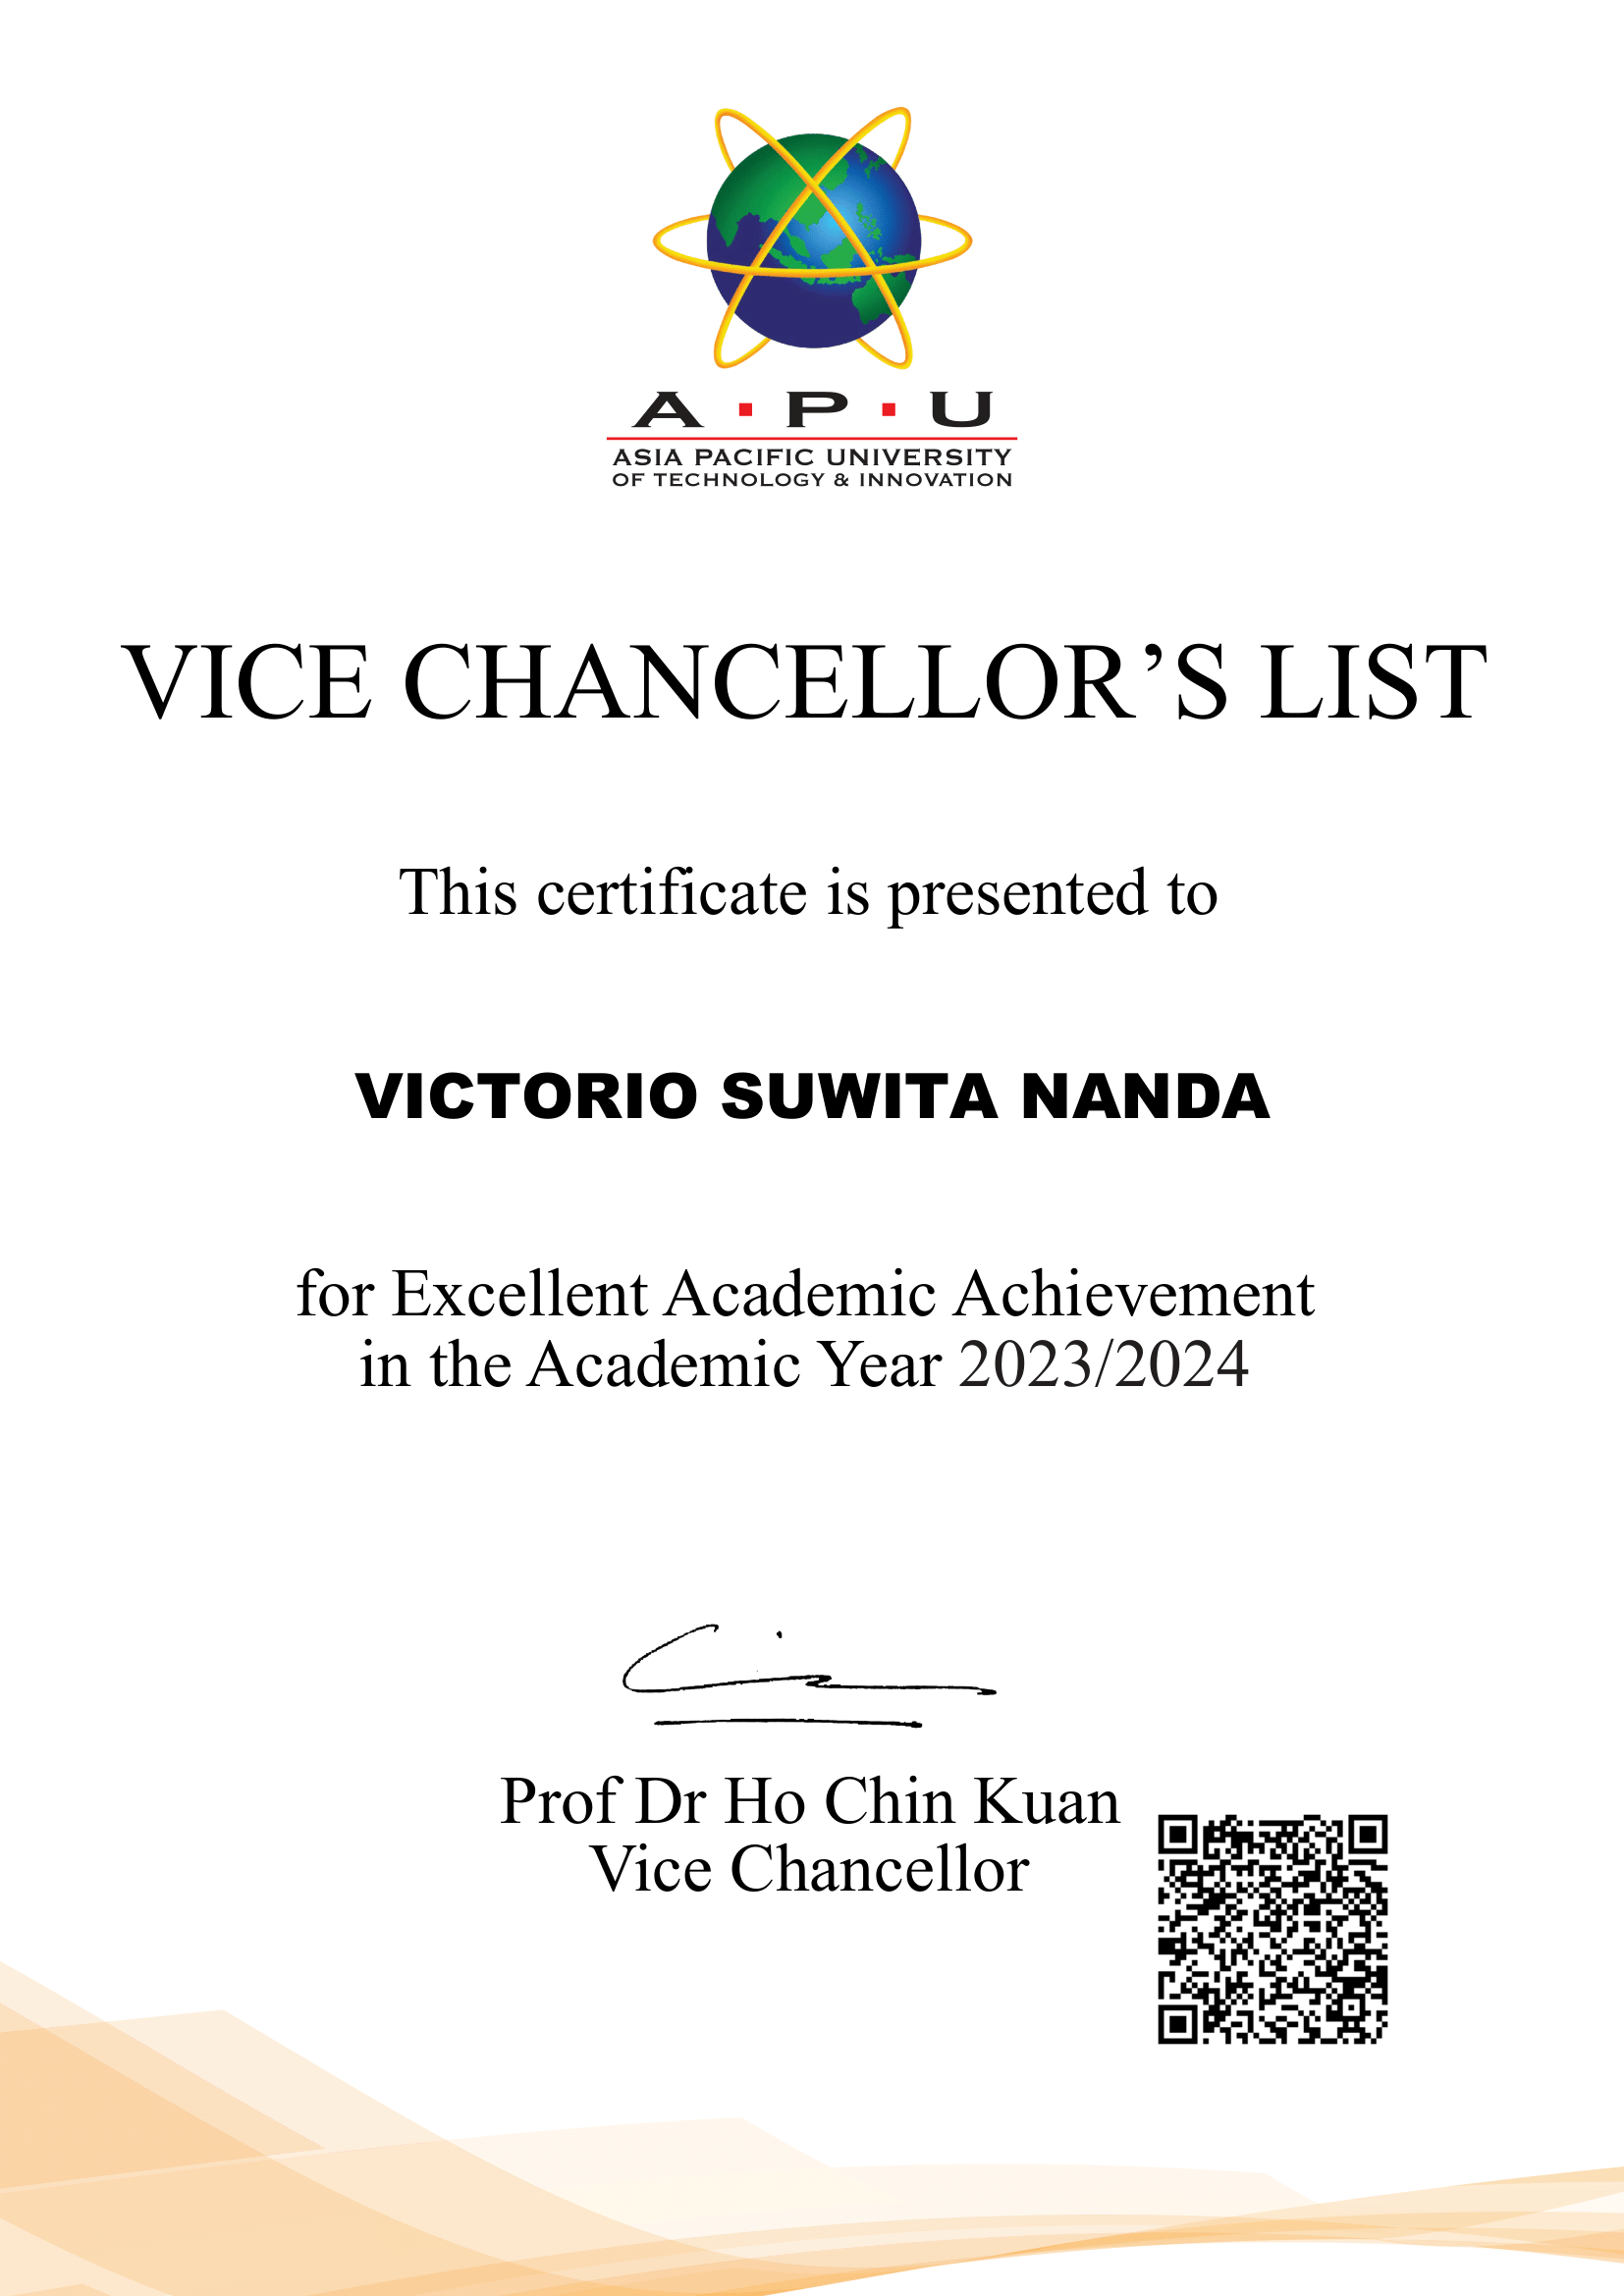 A · P · U
ASIA PACIFIC UNIVERSITY
OF TECHNOLOGY & INNOVATION
VICE CHANCELLOR’S LIST
This certificate is presented to
VICTORIO SUWITA NANDA
for Excellent Academic Achievement
in the Academic Year 2023/2024
Prof Dr Ho Chin Kuan
Vice Chancellor